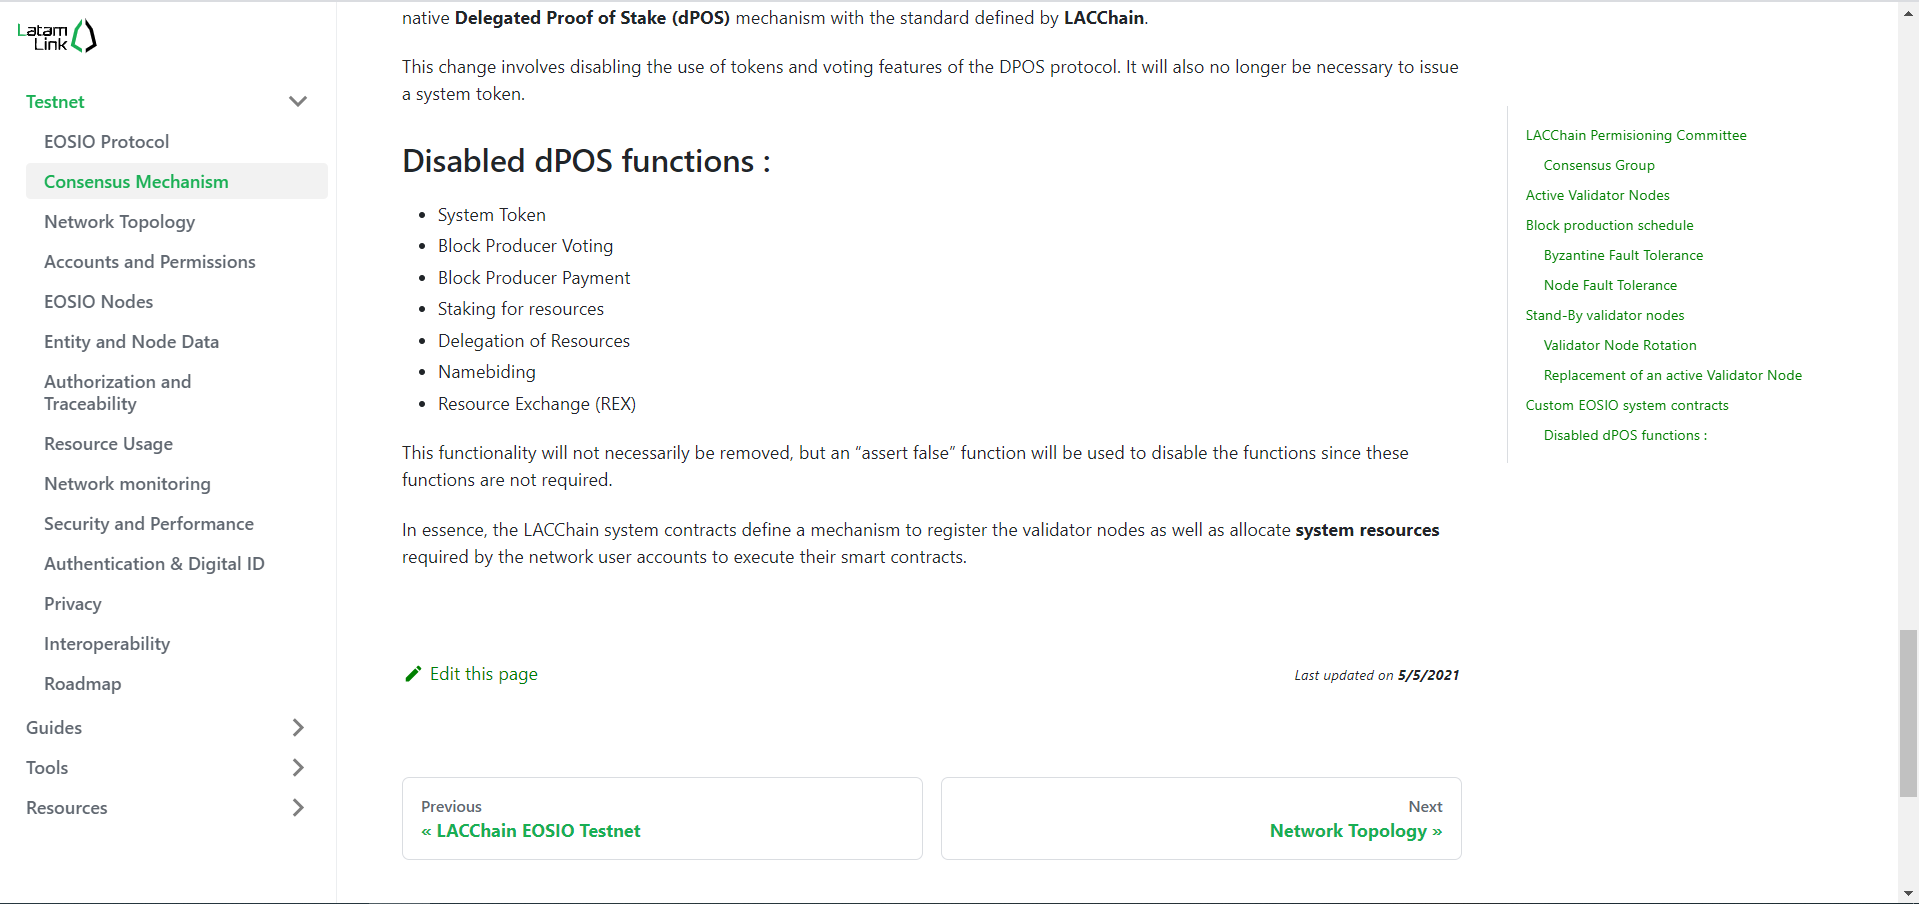 Latam
Link
Testnet
EOSIO Protocol
Consensus Mechanism
Network Topology
Accounts and Permissions
EOSIO Nodes
Entity and Node Data
Authorization and
Traceability
Resource Usage
Network monitoring
Security and Performance
Authentication & Digital ID
Privacy
Interoperability
Roadmap
Guides
Tools
Resources
native Delegated Proof of Stake (dPOS) mechanism with the standard defined by LACChain.
This change involves disabling the use of tokens and voting features of the DPOS protocol. It will also no longer be necessary to issue
a system token.
Disabled dPOS functions :
• System Token
• Block Producer Voting
• Block Producer Payment
• Staking for resources
• Delegation of Resources
• Namebiding
• Resource Exchange (REX)
This functionality will not necessarily be removed, but an “assert false” function will be used to disable the functions since these
functions are not required.
In essence, the LACChain system contracts define a mechanism to register the validator nodes as well as allocate system resources
required by the network user accounts to execute their smart contracts.
Edit this page
Last updated on 5/5/2021
Previous
« LACChain EOSIO Testnet
Next
Network Topology »
LACChain Permisioning Committee
Consensus Group
Active Validator Nodes
Block production schedule
Byzantine Fault Tolerance
Node Fault Tolerance
Stand-By validator nodes
Validator Node Rotation
Replacement of an active Validator Node
Custom EOSIO system contracts
Disabled dPOS functions :